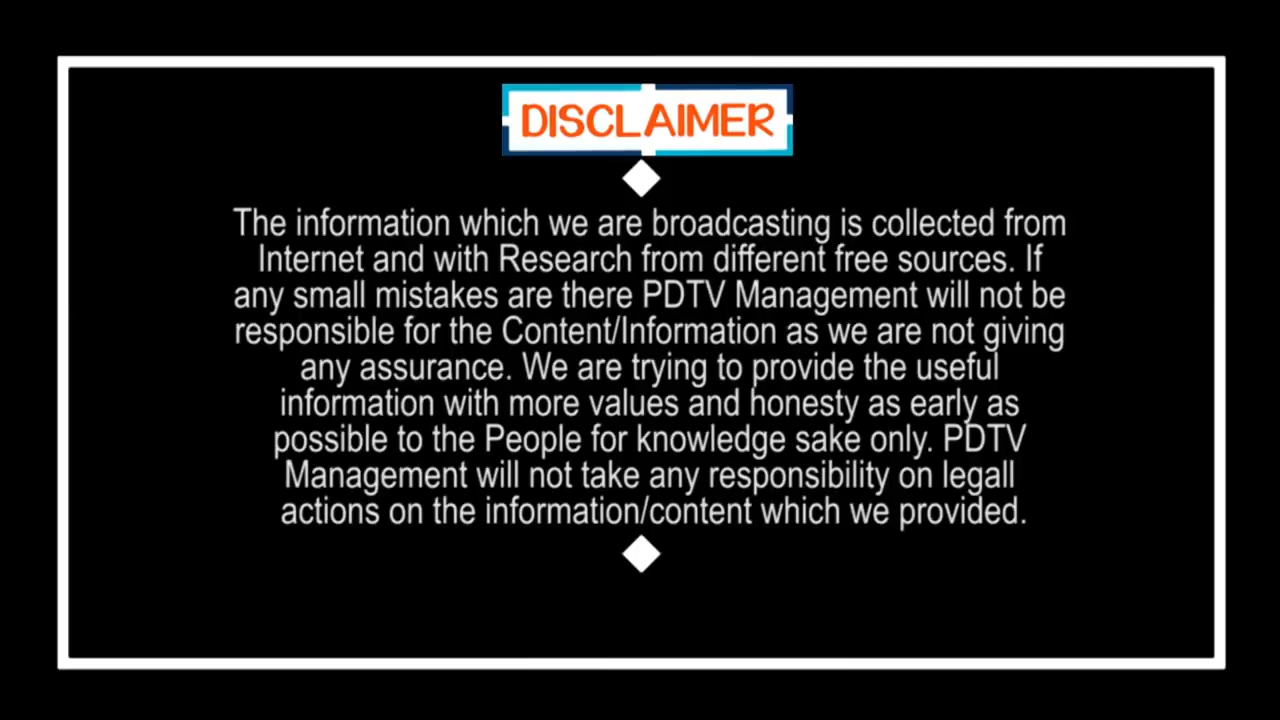 DISCLAIMER
The information which we are broadcasting is collected from
Internet and with Research from different free sources. If
any small mistakes are there PDTV Management will not be
responsible for the Content/Information as we are not giving
any assurance. We are trying to provide the useful
information with more values and honesty as early as
possible to the People for knowledge sake only. PDTV
Management will not take any responsibility on legall
actions on the information/content which we provided.